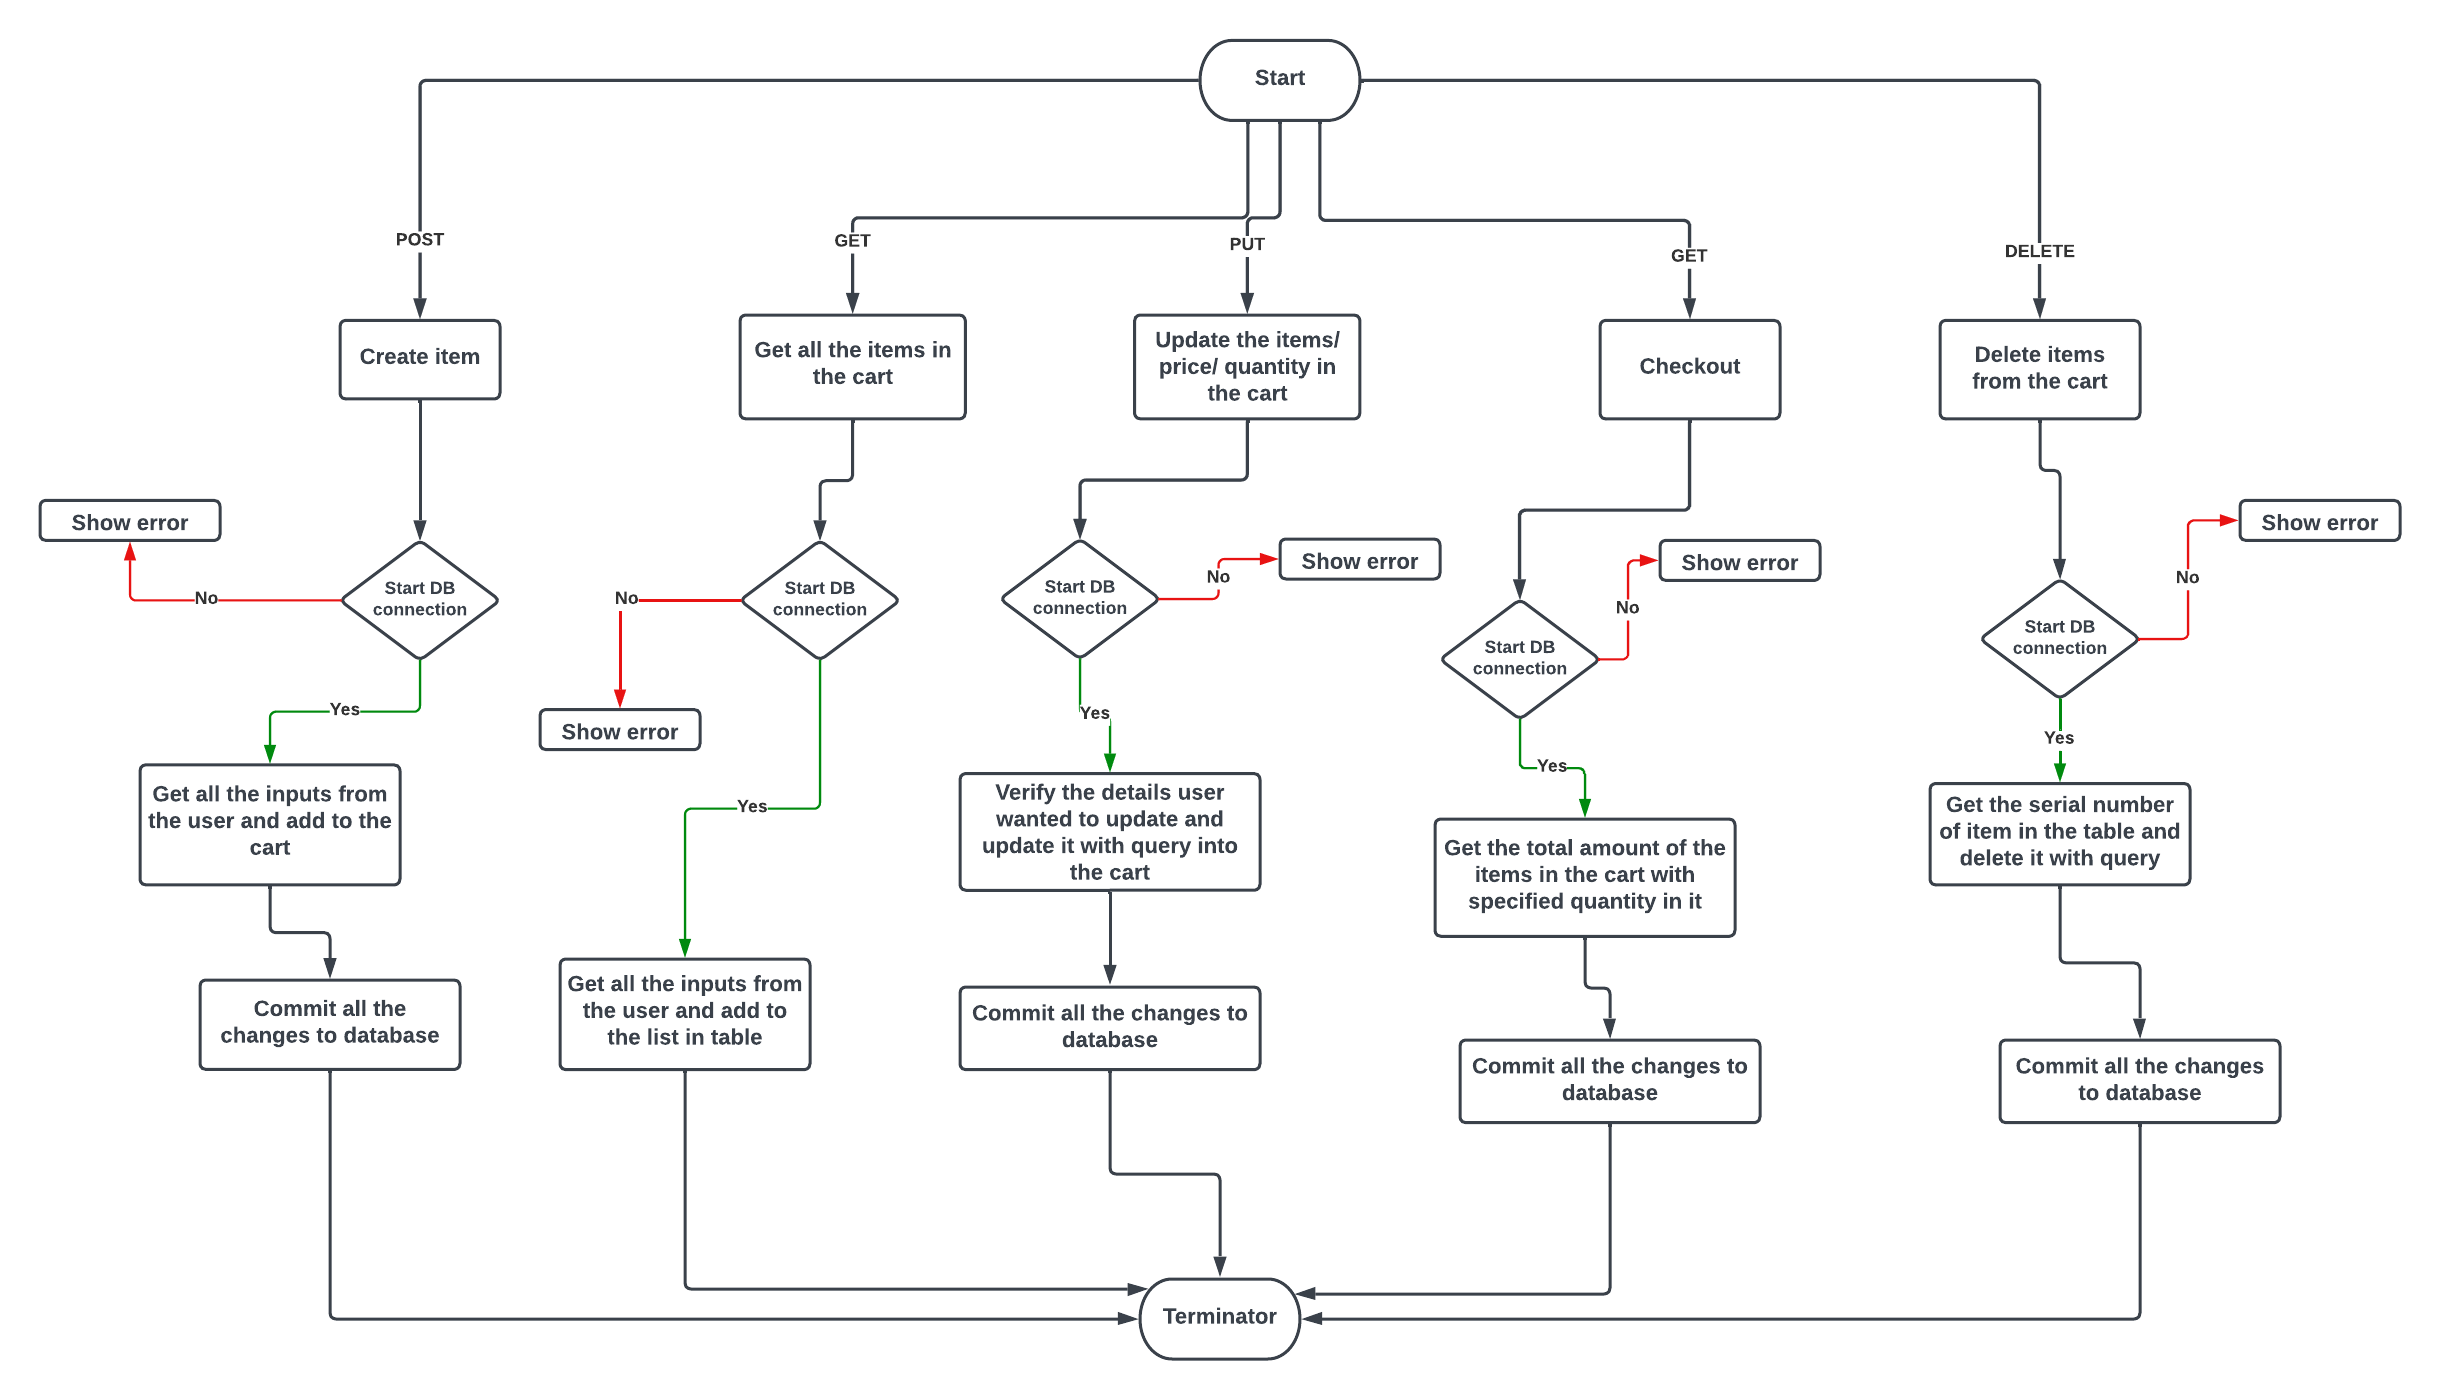 Start
POST
GET
PUT
GET
DELETE
Create item
Get all the items in
the cart
Update the items/
price/ quantity in
the cart
Checkout
Delete items
from the cart
Show error
No
Start DB
connection
No
Start DB
connection
Start DB
connection
No
Show error
Start DB
connection
No
Show error
Start DB
connection
No
Show error
Yes
Show error
Yes
Yes
Yes
Yes
Get all the inputs from
the user and add to the
cart
Verify the details user
wanted to update and
update it with query into
the cart
Get the total amount of the
items in the cart with
specified quantity in it
Get the serial number
of item in the table and
delete it with query
Commit all the
changes to database
Get all the inputs from
the user and add to
the list in table
Commit all the changes to
database
Commit all the changes to
database
Commit all the changes
to database
Terminator